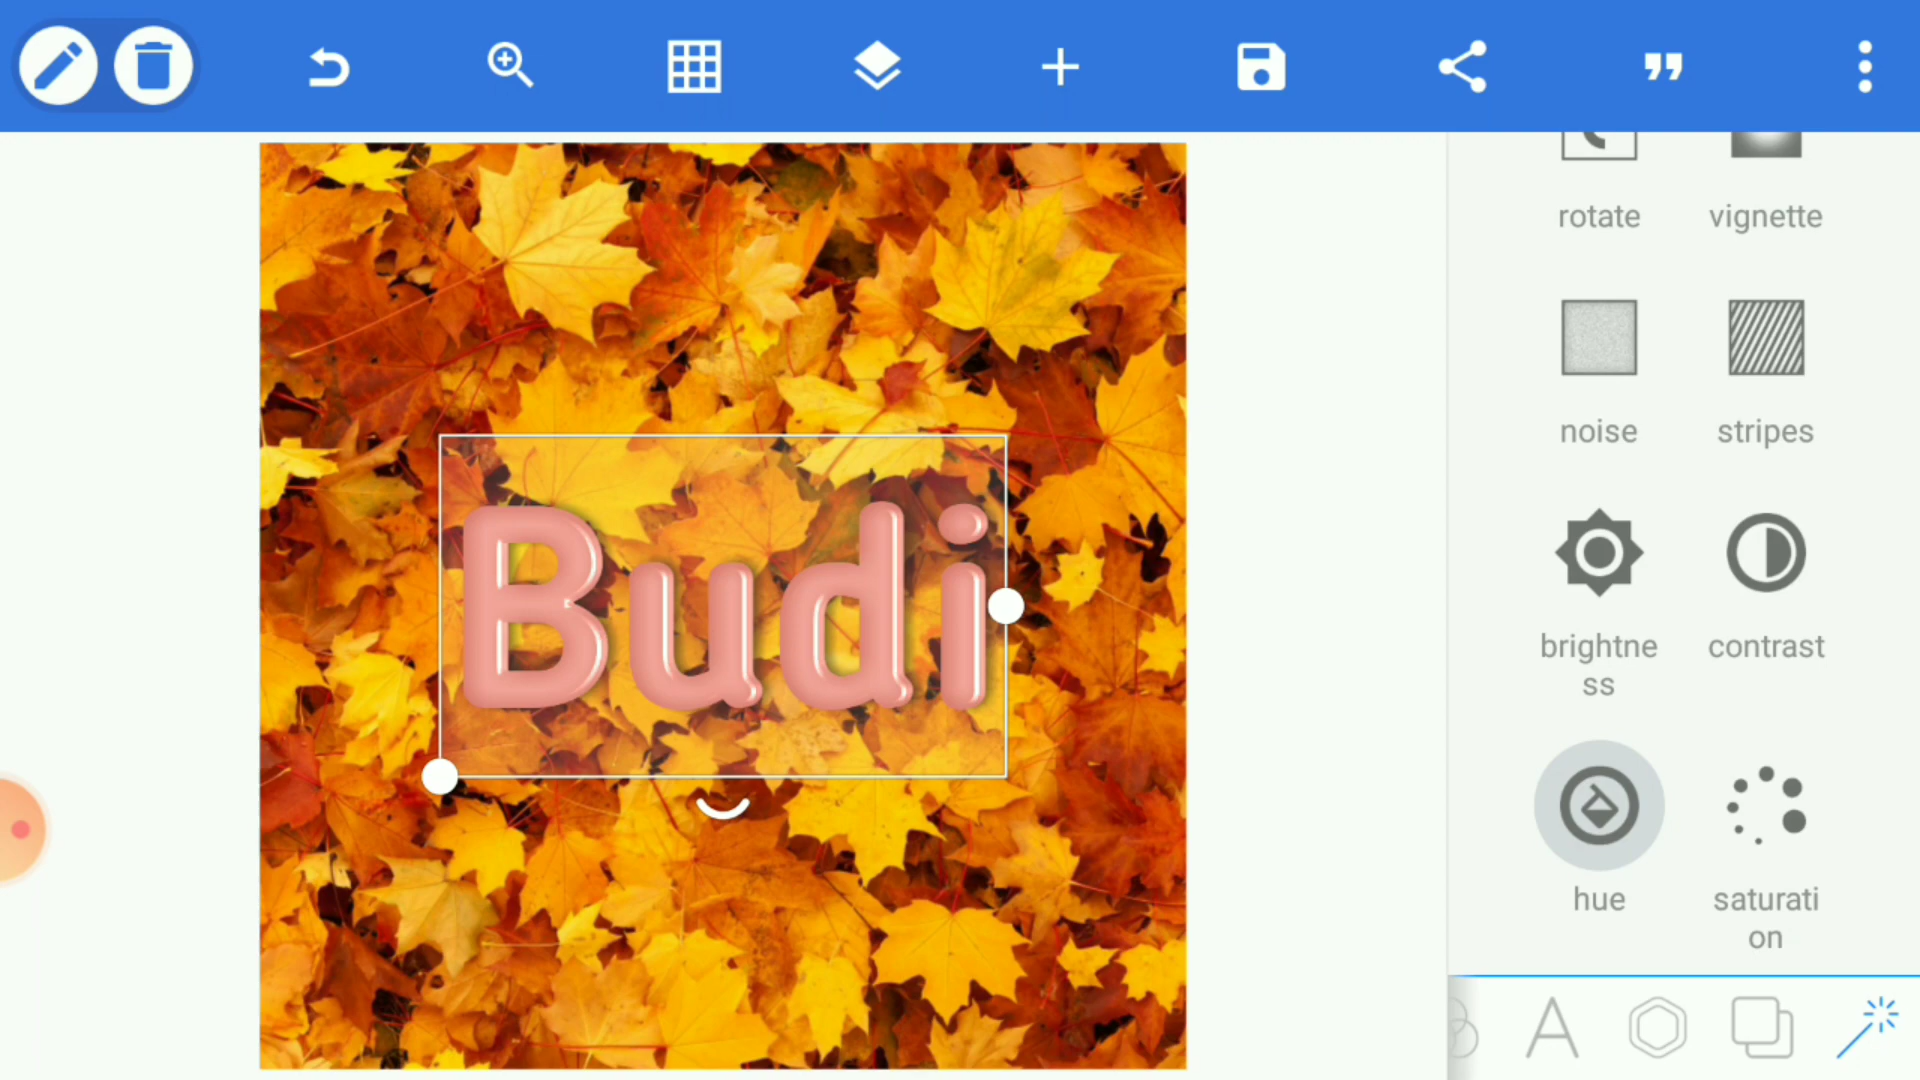 rotate
vignette
noise
stripes
Budi
brightne
ss
contrast
hue
saturati
on